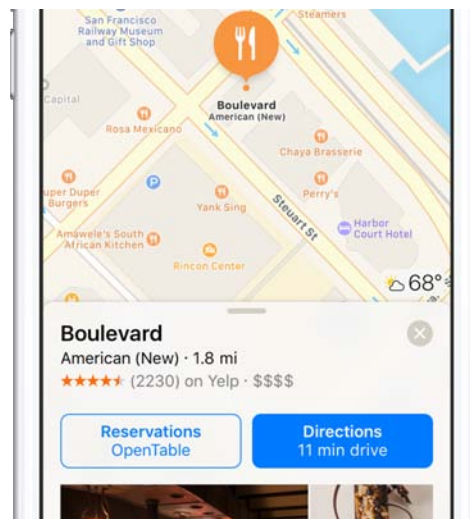 San Francisco
Railway Museum
and Gift Shop
Steamers
Capital
Boulevard
American (New)
Rosa Mexicano
Chaya Brasserie
uper Duper
Burgers
P
Perry's
Yank Sing
Steuart St
Harbor
Court Hotel
Amawele's South
African Kitchen
Rincon Center
68°
Boulevard
American (New) · 1.8 mi
(2230) on Yelp · $$$$
Reservations
OpenTable
Directions
11 min drive